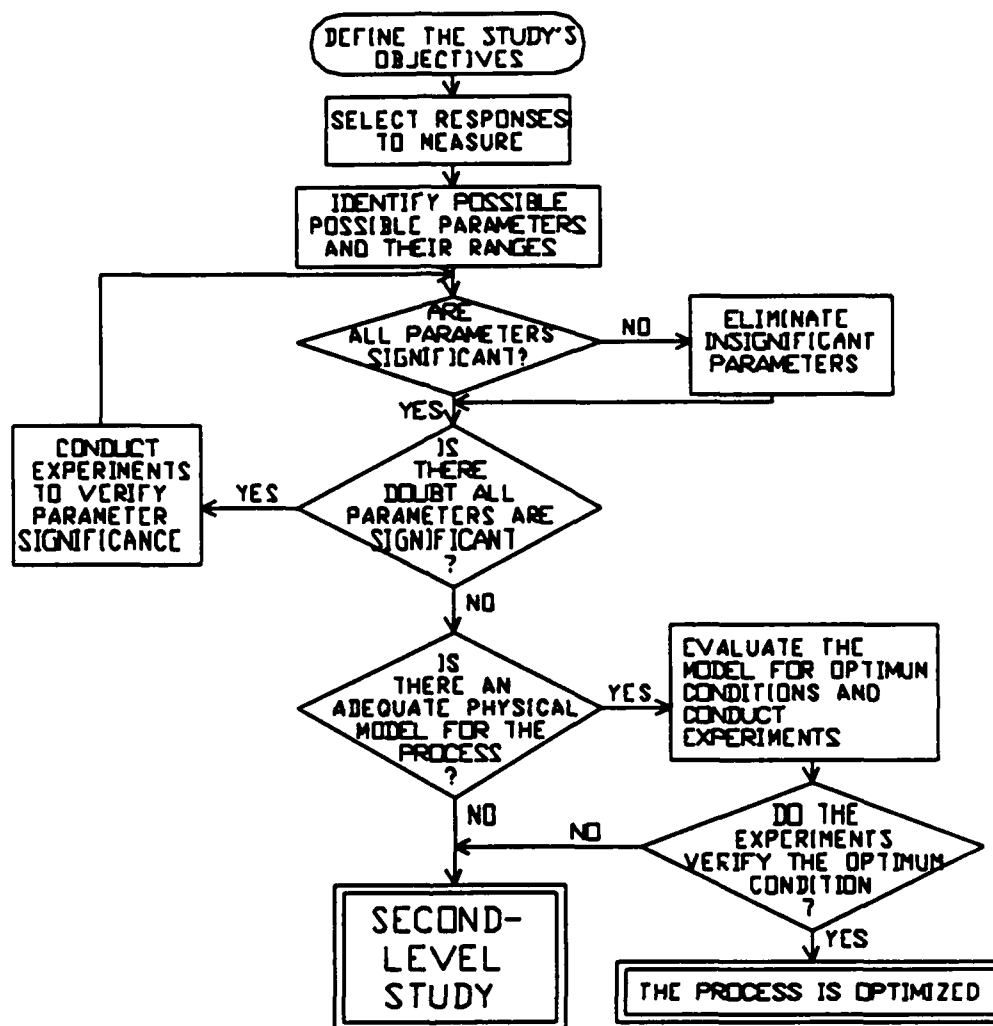 DEFINE THE STUDY'S
OBJECTIVES
SELECT RESPONSES
TO MEASURE
IDENTIFY POSSIBLE
POSSIBLE PARAMETERS
AND THEIR RANGES
ARE
ALL PARAMETERS
SIGNIFICANT?
NO
ELIMINATE
INSIGNIFICANT
PARAMETERS
YES
CONDUCT
EXPERIMENTS
TO VERIFY
PARAMETER
SIGNIFICANCE
YES
IS
THERE
DOUBT ALL
PARAMETERS ARE
SIGNIFICANT
?
NO
IS
THERE AN
ADEQUATE PHYSICAL
MODEL FOR THE
PROCESS
?
YES
EVALUATE THE
MODEL FOR OPTIMUN
CONDITIONS AND
CONDUCT
EXPERIMENTS
NO
NO
DO THE
EXPERIMENTS
VERIFY THE OPTIMUM
CONDITION
?
YES
SECOND-
LEVEL
STUDY
THE PROCESS IS OPTIMIZED